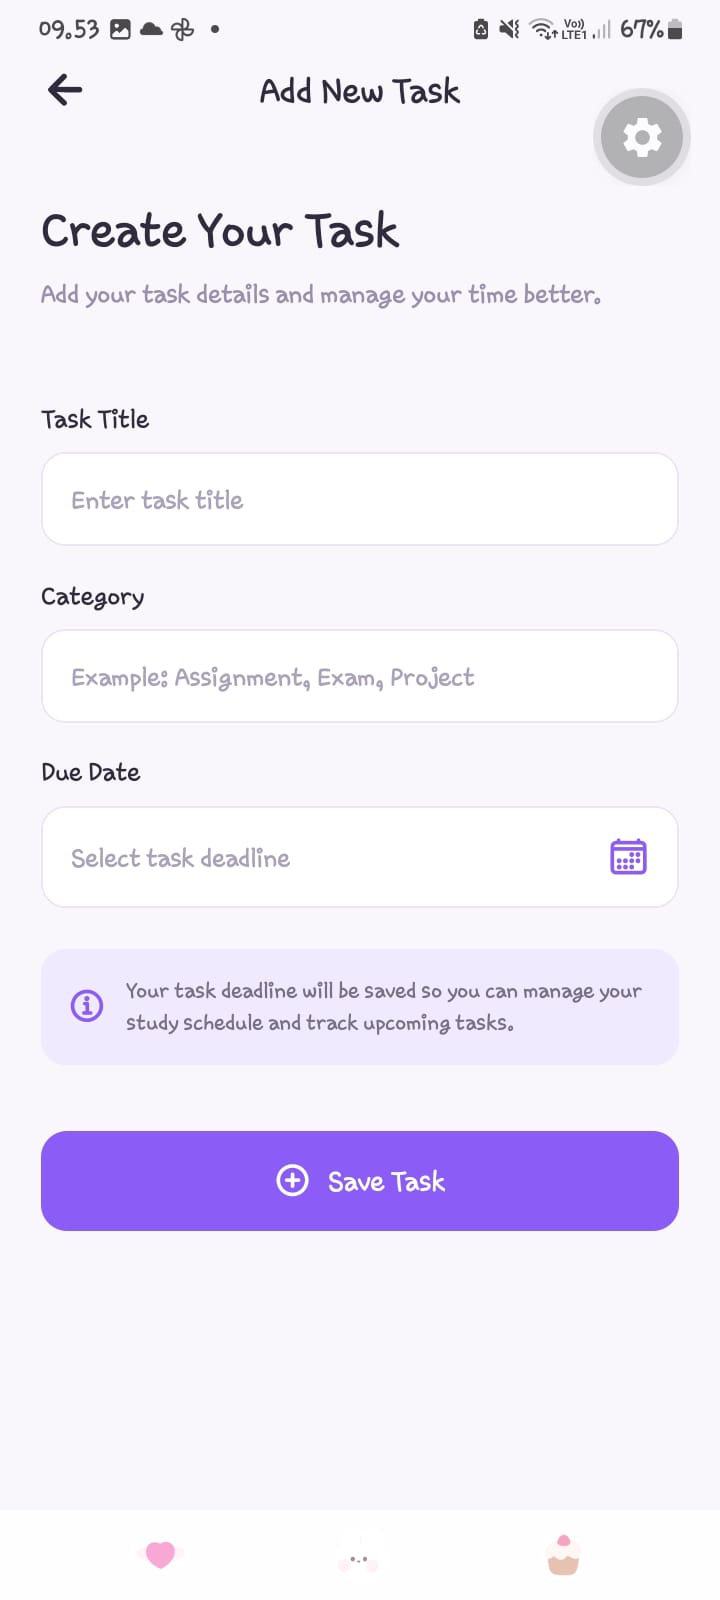 09.53
Vo)) LTE1 67%
Add New Task
Create Your Task
Add your task details and manage your time better.
Task Title
Enter task title
Category
Example: Assignment, Exam, Project
Due Date
Select task deadline
Your task deadline will be saved so you can manage your
study schedule and track upcoming tasks.
Save Task